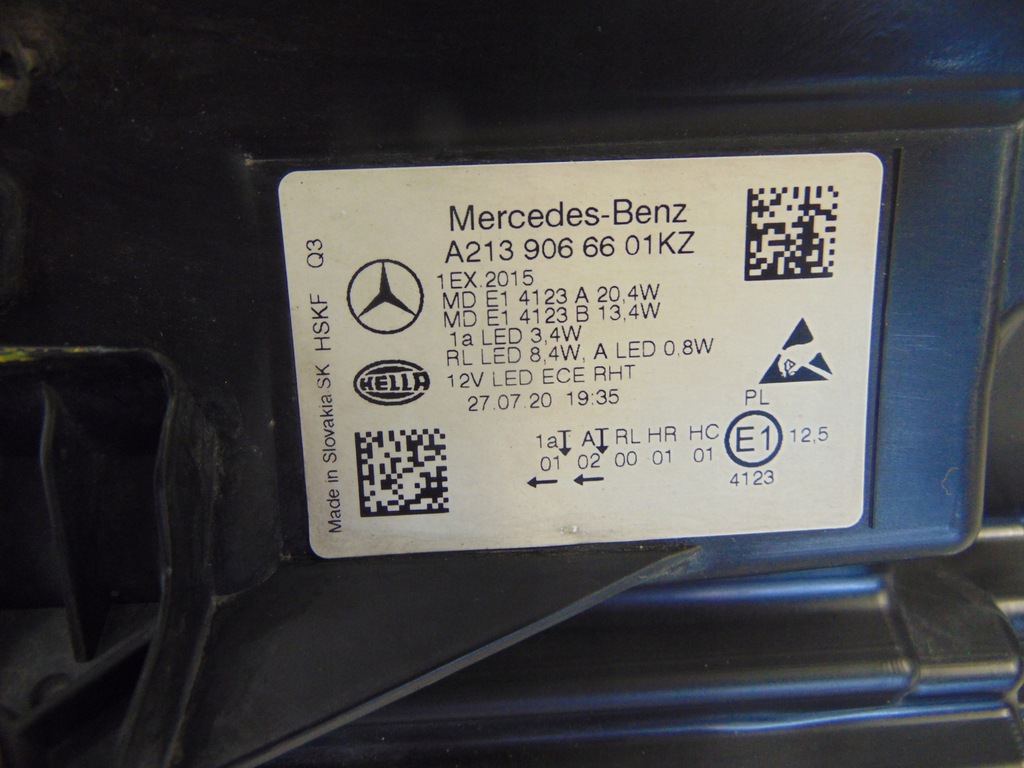 Mercedes-Benz
A213 906 66 01KZ
1EX.2015
MD E1 4123 A 20,4W
MD E1 4123 B 13,4W
1a LED 3,4W
RL LED 8,4W, A LED 0,8W
12V LED ECE RHT
27.07.20 19:35
HELLA
PL
1a A RL HR HC E1 12,5
01 02 00 01 01
4123
Made in Slovakia SK HSKF Q3